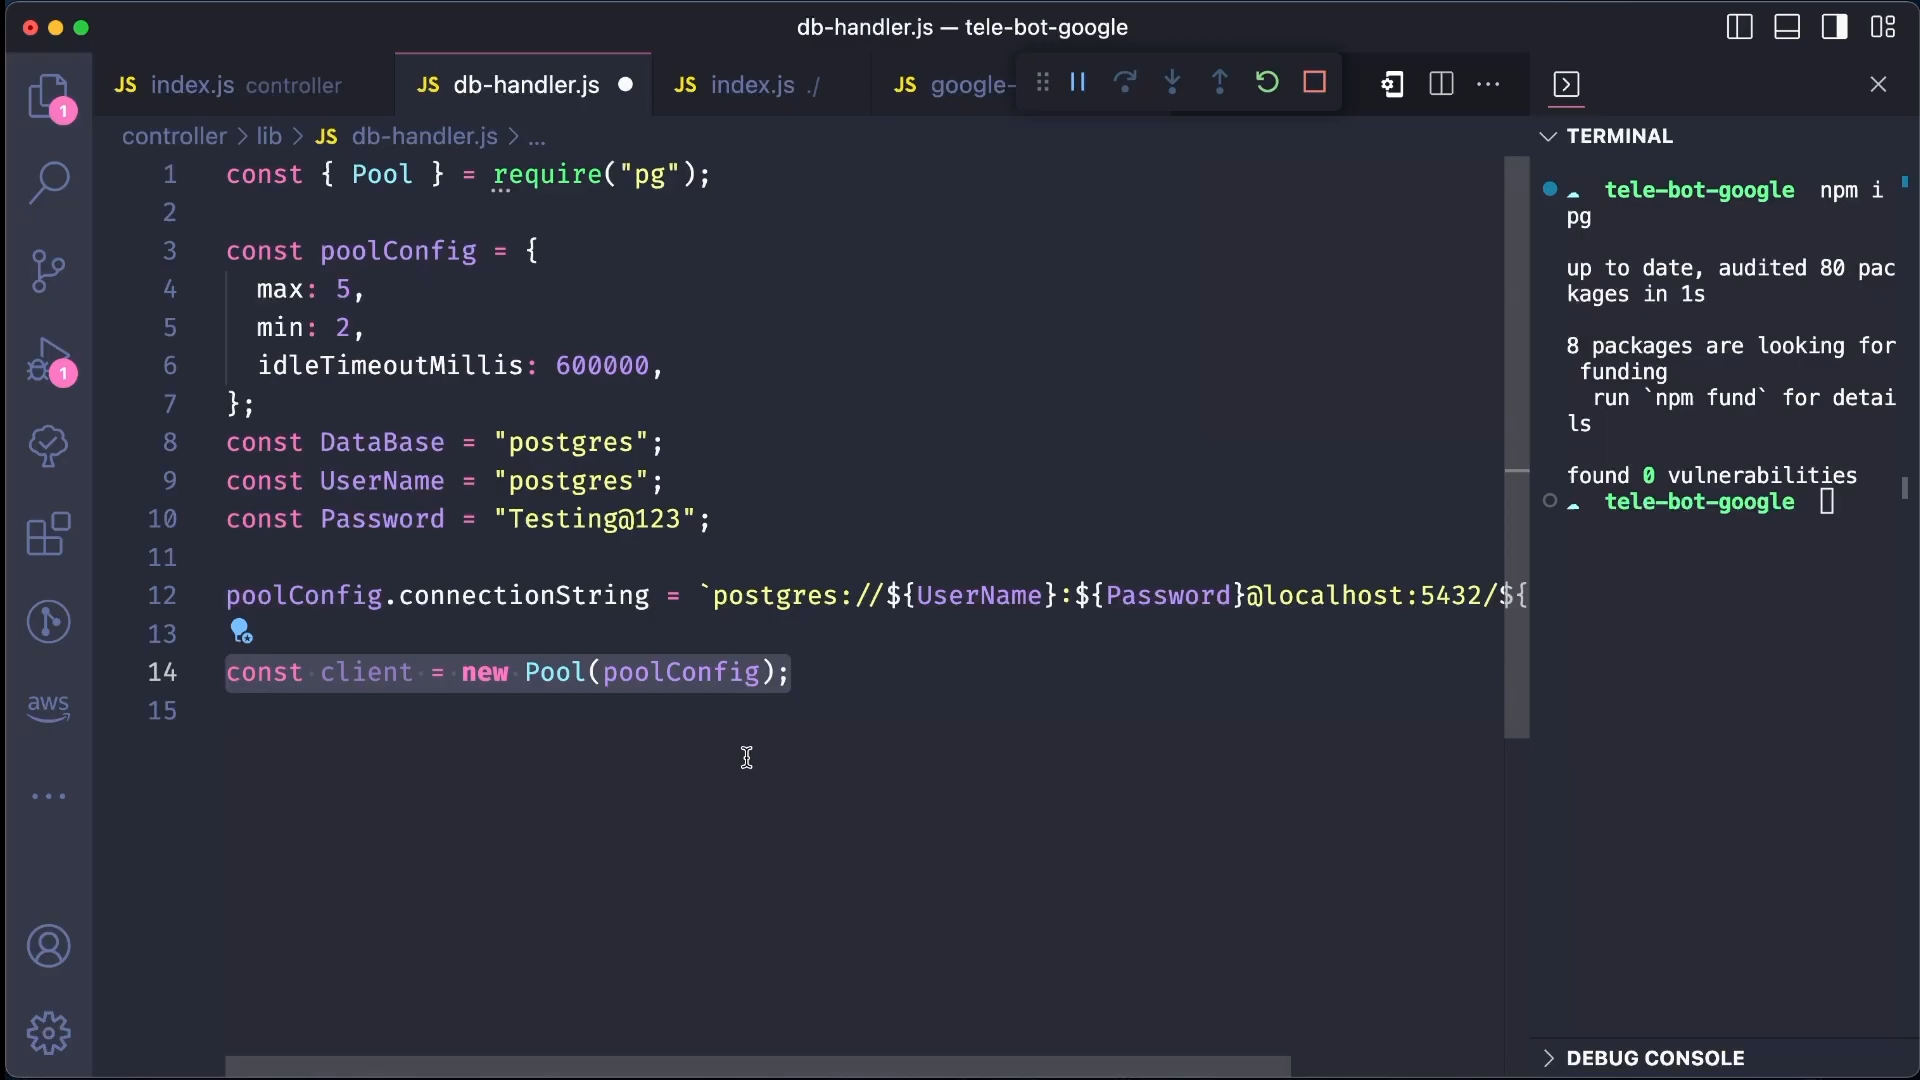 db-handler.js — tele-bot-google
JS index.js controller
JS db-handler.js
JS index.js ./
JS google-
controller > lib > JS db-handler.js > ...
1 const { Pool } = require("pg");
2
3 const poolConfig = {
4 max: 5,
5 min: 2,
6 idleTimeoutMillis: 600000,
7 };
8 const DataBase = "postgres";
9 const UserName = "postgres";
10 const Password = "Testing@123";
11
12 poolConfig.connectionString = `postgres://${UserName}:${Password}@localhost:5432/${
13
14 const client = new Pool(poolConfig);
15
1
1
aws
TERMINAL
tele-bot-google npm i
pg
up to date, audited 80 pac
kages in 1s
8 packages are looking for
funding
run `npm fund` for detai
ls
found 0 vulnerabilities
tele-bot-google
DEBUG CONSOLE